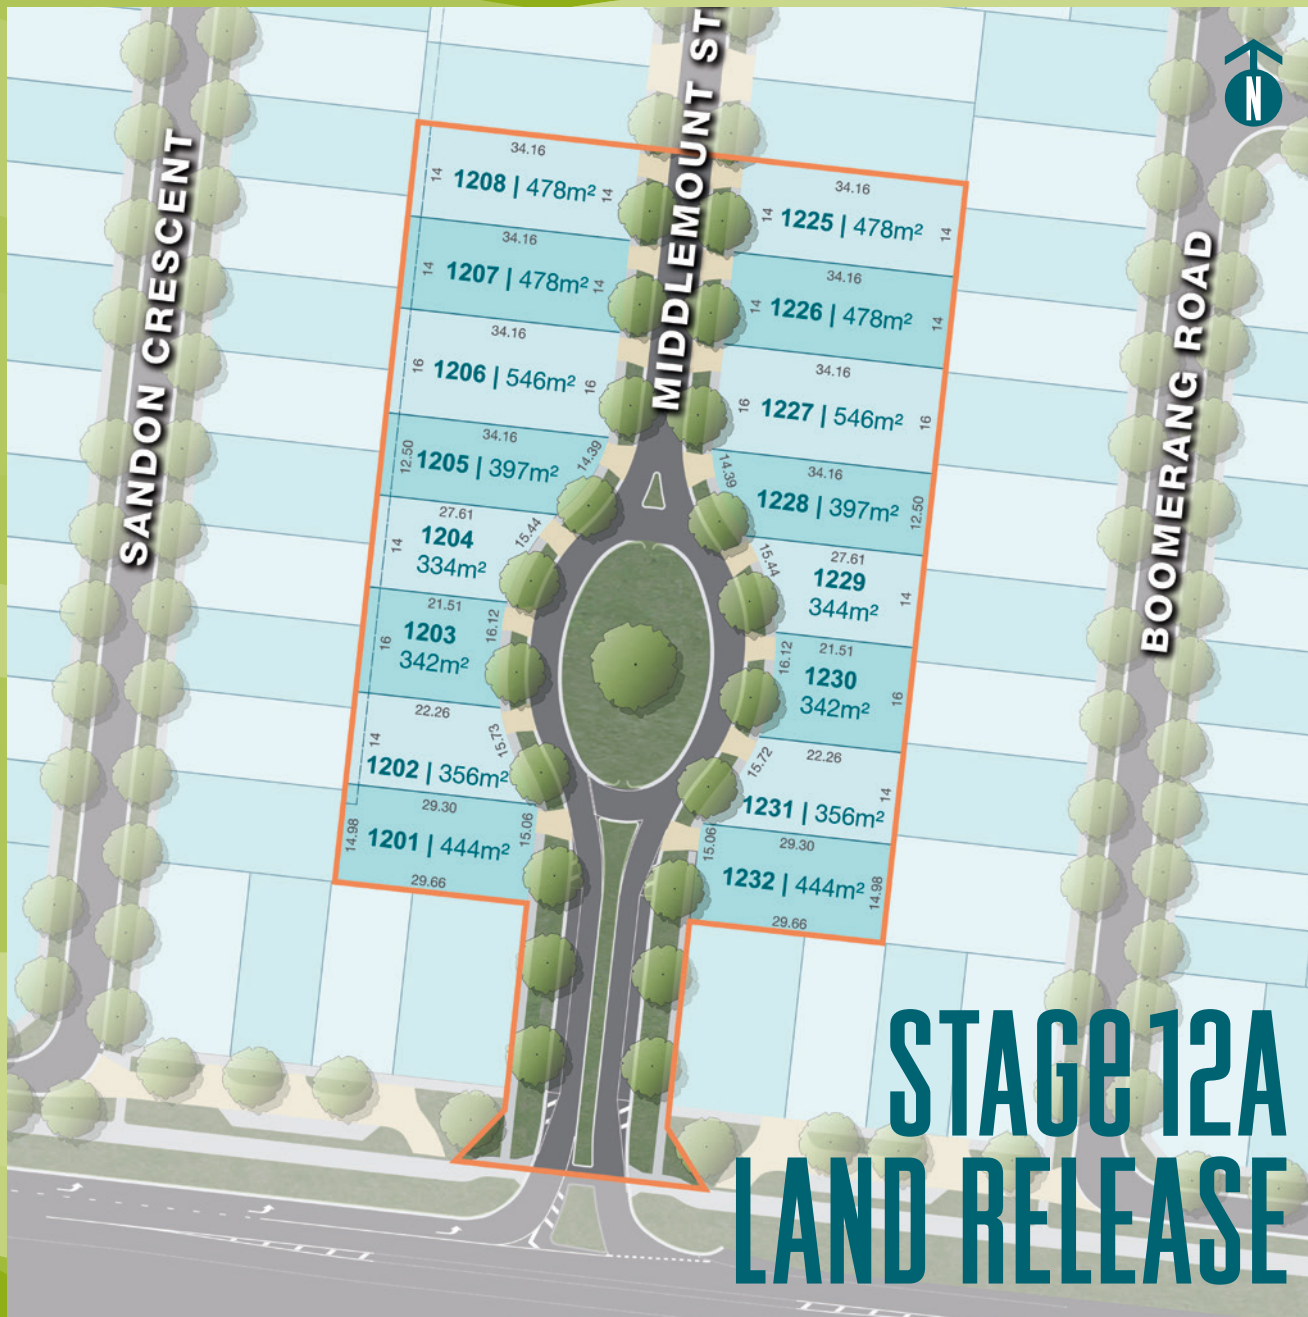 N
SANDON CRESCENT
MIDDLEMOUNT ST
BOOMERANG ROAD
34.16
14
1208 | 478m²
14
34.16
14
1207 | 478m²
14
34.16
16
1206 | 546m²
16
34.16
12.50
1205 | 397m²
14.39
27.61
14
1204
334m²
15.44
21.51
16
1203
342m²
16.12
22.26
14
1202 | 356m²
15.73
29.30
14.98
1201 | 444m²
15.06
29.66
34.16
14
1225 | 478m²
14
34.16
14
1226 | 478m²
14
34.16
16
1227 | 546m²
16
14.39
34.16
1228 | 397m²
12.50
15.44
27.61
1229
344m²
14
16.12
21.51
1230
342m²
16
15.72
22.26
1231 | 356m²
14
15.06
29.30
1232 | 444m²
14.98
29.66
STAGe 12A
LAND RELEASE